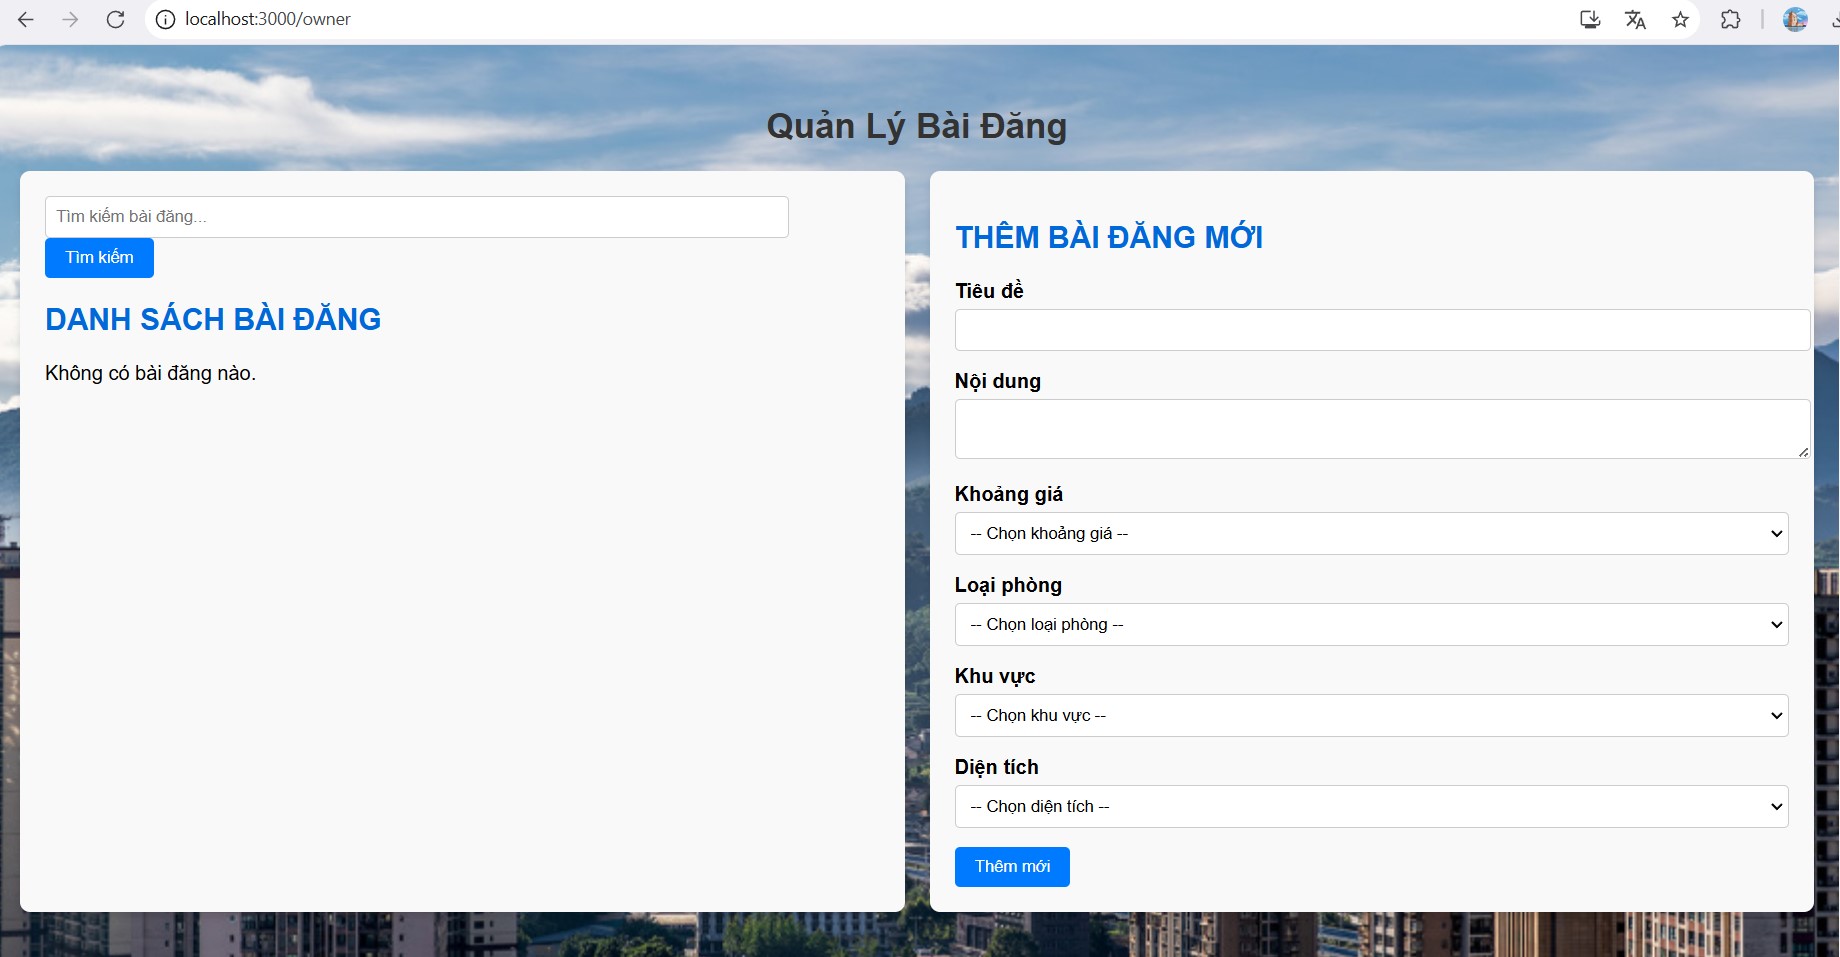 localhost:3000/owner
Quản Lý Bài Đăng
Tìm kiếm bài đăng...
Tìm kiếm
DANH SÁCH BÀI ĐĂNG
Không có bài đăng nào.
THÊM BÀI ĐĂNG MỚI
Tiêu đề
Nội dung
Khoảng giá
-- Chọn khoảng giá --
Loại phòng
-- Chọn loại phòng --
Khu vực
-- Chọn khu vực --
Diện tích
-- Chọn diện tích --
Thêm mới